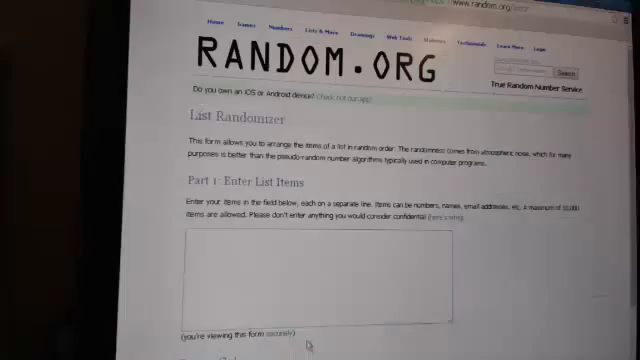 https://www.random.org/lists/
Home Games Numbers Lists & More Drawings Web Tools Statistics Testimonials Learn More Login
RANDOM.ORG
Search
True Random Number Service
Do you own an iOS or Android device? Check out our app!
List Randomizer
This form allows you to arrange the items of a list in random order. The randomness comes from atmospheric noise, which for many
purposes is better than the pseudo-random number algorithms typically used in computer programs.
Part 1: Enter List Items
Enter your items in the field below, each on a separate line. Items can be numbers, names, email addresses, etc. A maximum of 10,000
items are allowed. Please don't enter anything you would consider confidential (here's why).
(you're viewing this form securely)